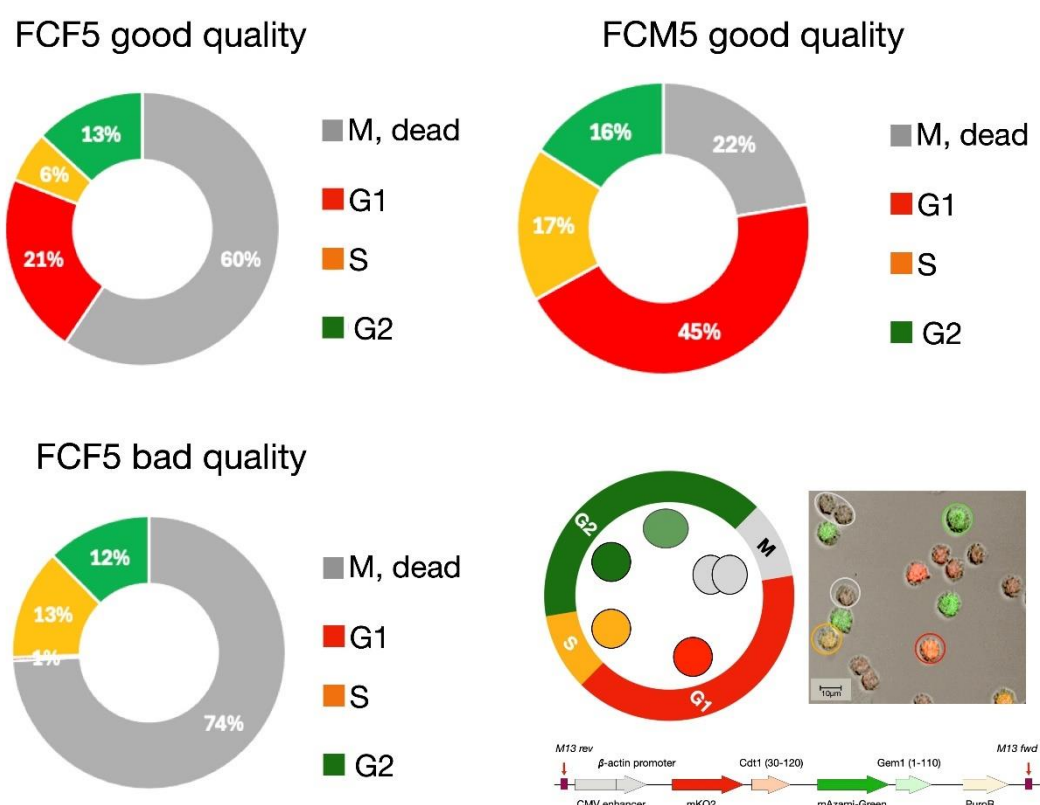 FCF5 good quality
13%
6%
21%
60%
M, dead
G1
S
G2
FCM5 good quality
16%
22%
17%
45%
M, dead
G1
S
G2
FCF5 bad quality
12%
13%
1%
74%
M, dead
G1
S
G2
G2
M
S
G1
10µm
M13 rev
M13 fwd
β-actin promoter
Cdt1 (30-120)
Gem1 (1-110)
CMV enhancer
mKO2
mAzami-Green
PuroR